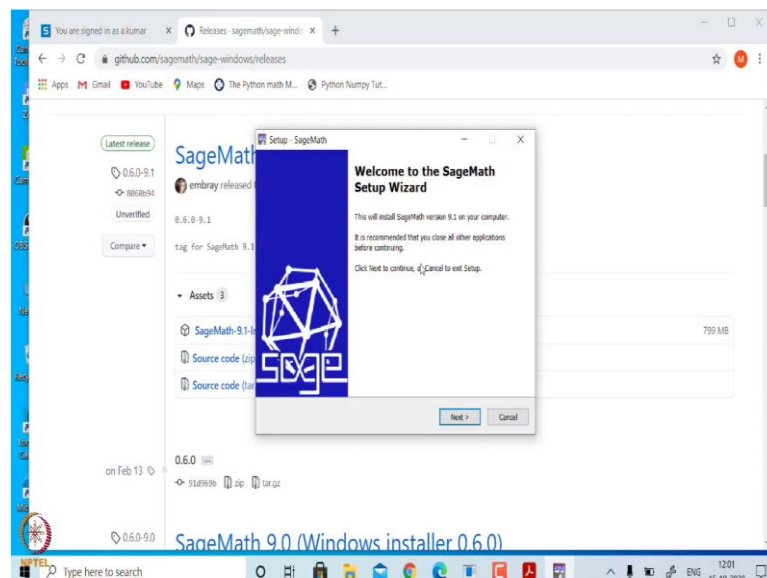 You are signed in as a.kumar
Releases · sagemath/sage-windo
github.com/sagemath/sage-windows/releases
Apps
Gmail
YouTube
Maps
The Python math M...
Python Numpy Tut...
Latest release
0.6.0-9.1
Unverified
Compare
SageMath
embray released
0.6.0-9.1
tag for SageMath 9.1
Assets 3
SageMath-9.1-
799 MB
Source code (zip
Source code (tar
Setup - SageMath
Welcome to the SageMath
Setup Wizard
This will install SageMath version 9.1 on your computer.
It is recommended that you close all other applications
before continuing.
Click Next to continue, or Cancel to exit Setup.
sage
Next >
Cancel
on Feb 13
0.6.0
91d969b
zip
tar.gz
0.6.0-9.0
SageMath 9.0 (Windows installer 0.6.0)
NPTEL
Type here to search
ENG
12:01